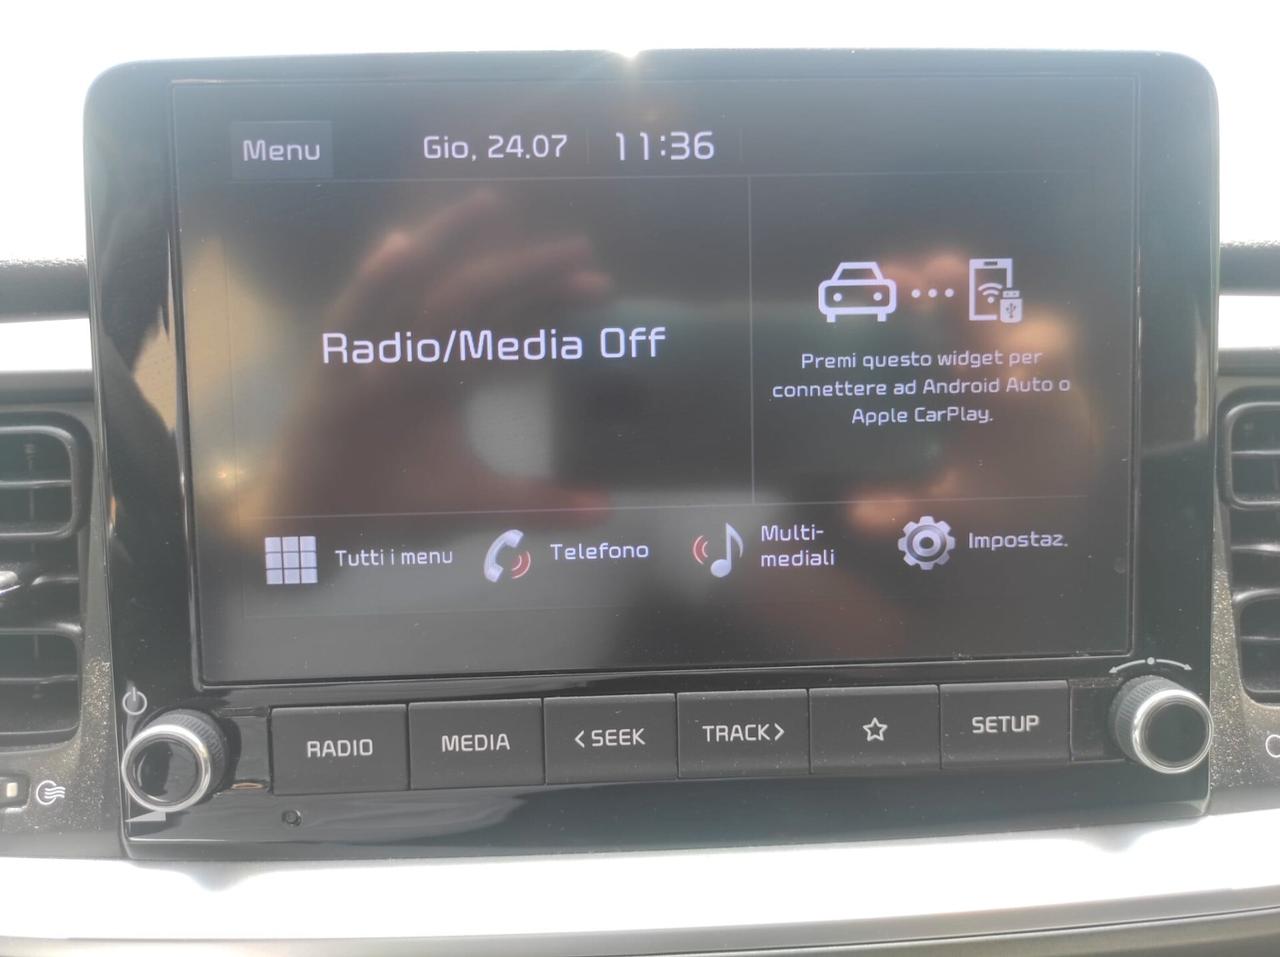 Menu
Gio, 24.07
11:36
Radio/Media Off
Premi questo widget per
connettere ad Android Auto o
Apple CarPlay.
Tutti i menu
Telefono
Multi-
mediali
Impostaz.
RADIO
MEDIA
<SEEK
TRACK>
SETUP